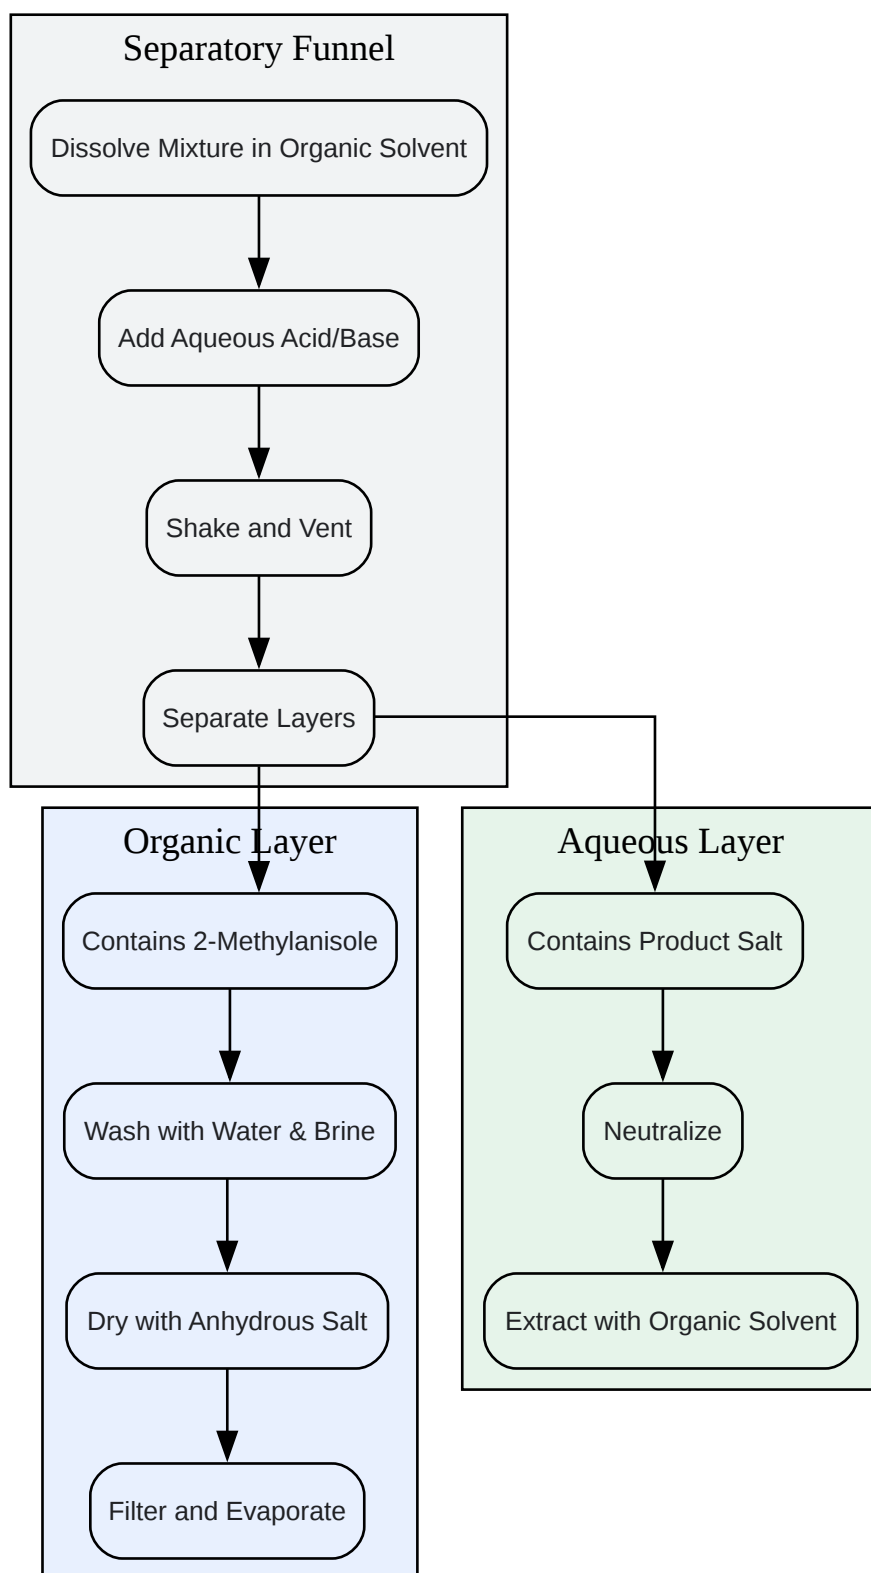 Separatory Funnel
Dissolve Mixture in Organic Solvent
Add Aqueous Acid/Base
Shake and Vent
Separate Layers
Organic Layer
Contains 2-Methylanisole
Wash with Water & Brine
Dry with Anhydrous Salt
Filter and Evaporate
Aqueous Layer
Contains Product Salt
Neutralize
Extract with Organic Solvent